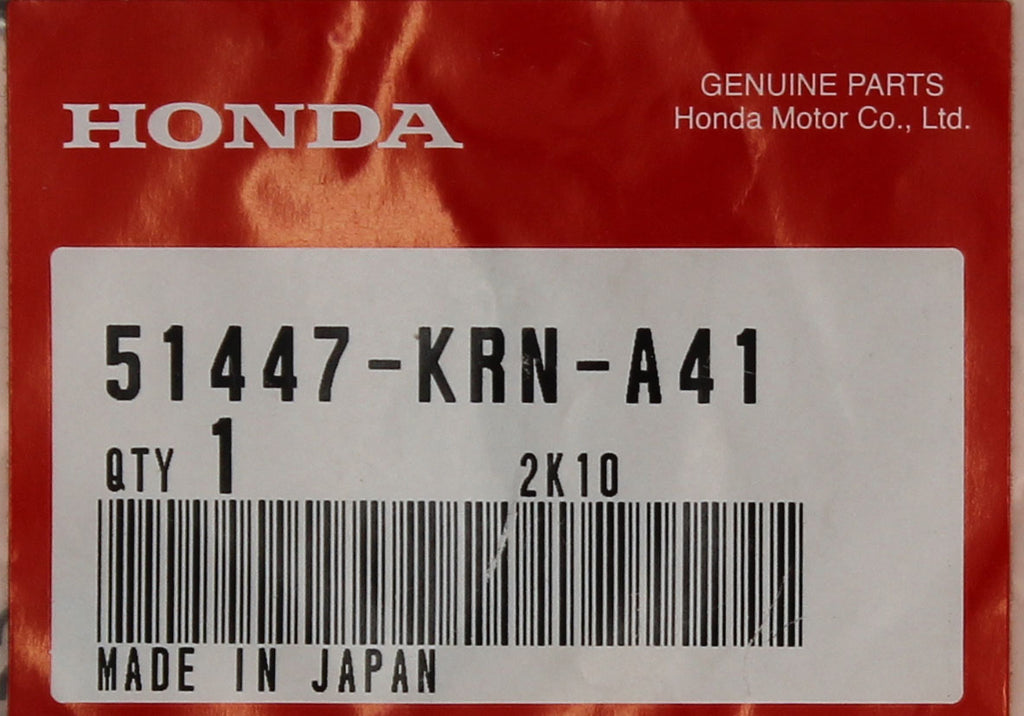 HONDA
GENUINE PARTS
Honda Motor Co., Ltd.
51447-KRN-A41
QTY 1 2K10
MADE IN JAPAN